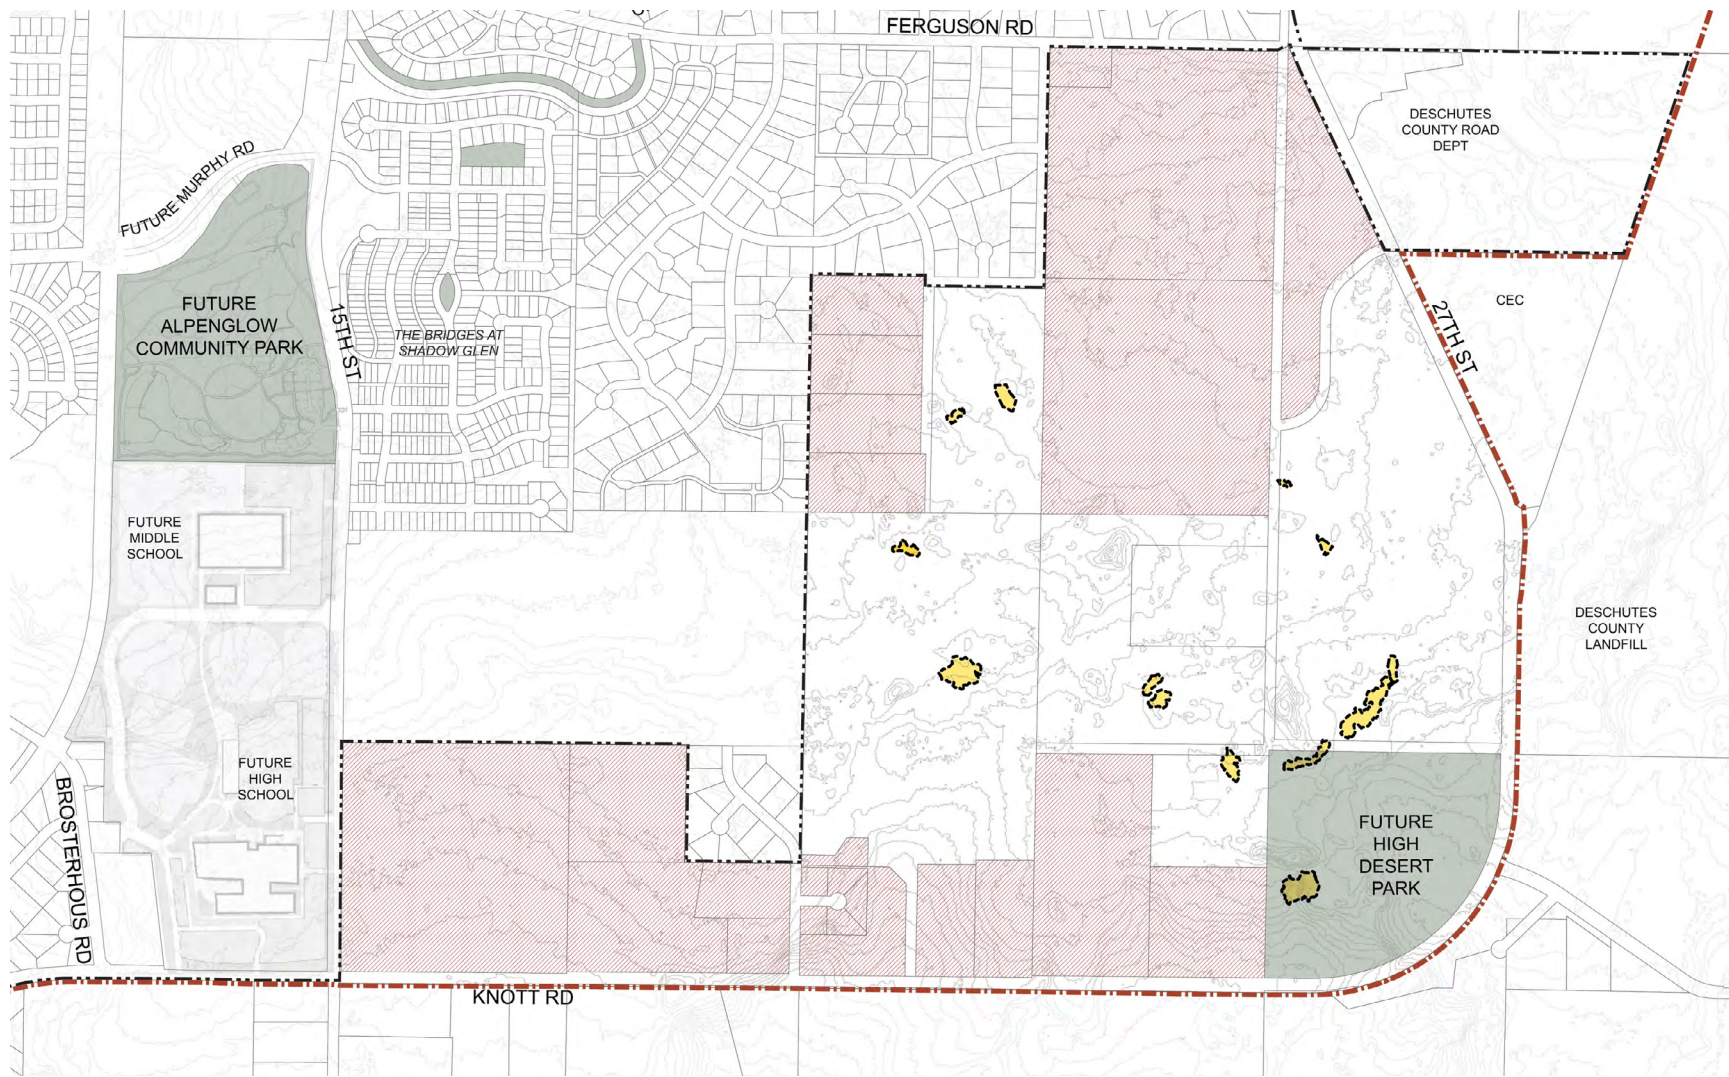 FERGUSON RD
DESCHUTES
COUNTY ROAD
DEPT
FUTURE MURPHY RD
FUTURE
ALPENGLOW
COMMUNITY PARK
15TH ST
THE BRIDGES AT
SHADOW GLEN
CEC
27TH ST
FUTURE
MIDDLE
SCHOOL
DESCHUTES
COUNTY
LANDFILL
FUTURE
HIGH
SCHOOL
BROSTERHOUS RD
FUTURE
HIGH
DESERT
PARK
KNOTT RD